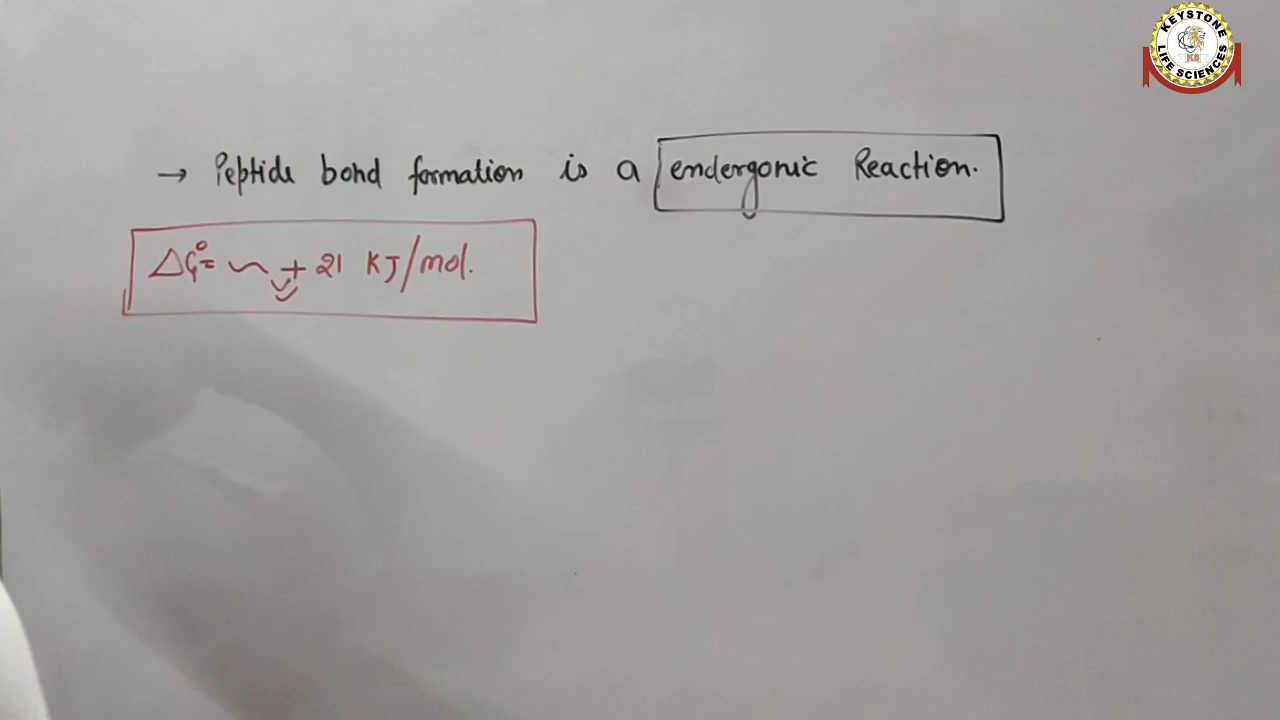 KEYSTONE
LIFE SCIENCES
→ Peptide bond formation is a endergonic Reaction.
ΔG°= ~ + 21 KJ/mol.